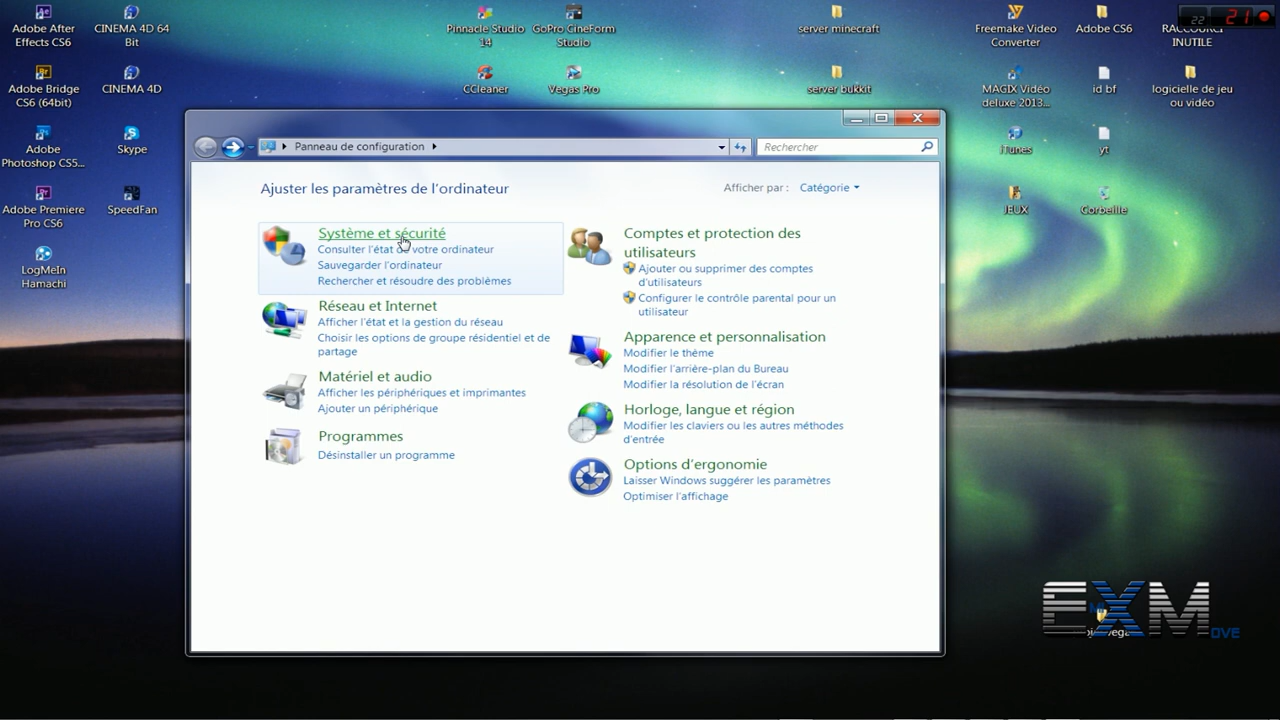 Adobe After
Effects CS6
CINEMA 4D 64
Bit
Pinnacle Studio
14
GoPro CineForm
Studio
server minecraft
Freemake Video
Converter
Adobe CS6
RACCOURCI
INUTILE
22
21
Adobe Bridge
CS6 (64bit)
CINEMA 4D
CCleaner
Vegas Pro
server bukkit
MAGIX Vidéo
deluxe 2013...
id bf
logicielle de jeu
ou vidéo
Adobe
Photoshop CS5...
Skype
iTunes
yt
Adobe Premiere
Pro CS6
SpeedFan
JEUX
Corbeille
LogMeIn
Hamachi
Panneau de configuration
Rechercher
Ajuster les paramètres de l'ordinateur
Afficher par :
Catégorie
Système et sécurité
Consulter l'état de votre ordinateur
Sauvegarder l'ordinateur
Rechercher et résoudre des problèmes
Réseau et Internet
Afficher l'état et la gestion du réseau
Choisir les options de groupe résidentiel et de
partage
Matériel et audio
Afficher les périphériques et imprimantes
Ajouter un périphérique
Programmes
Désinstaller un programme
Comptes et protection des
utilisateurs
Ajouter ou supprimer des comptes
d'utilisateurs
Configurer le contrôle parental pour un
utilisateur
Apparence et personnalisation
Modifier le thème
Modifier l'arrière-plan du Bureau
Modifier la résolution de l'écran
Horloge, langue et région
Modifier les claviers ou les autres méthodes
d'entrée
Options d'ergonomie
Laisser Windows suggérer les paramètres
Optimiser l'affichage
EXM
OVE